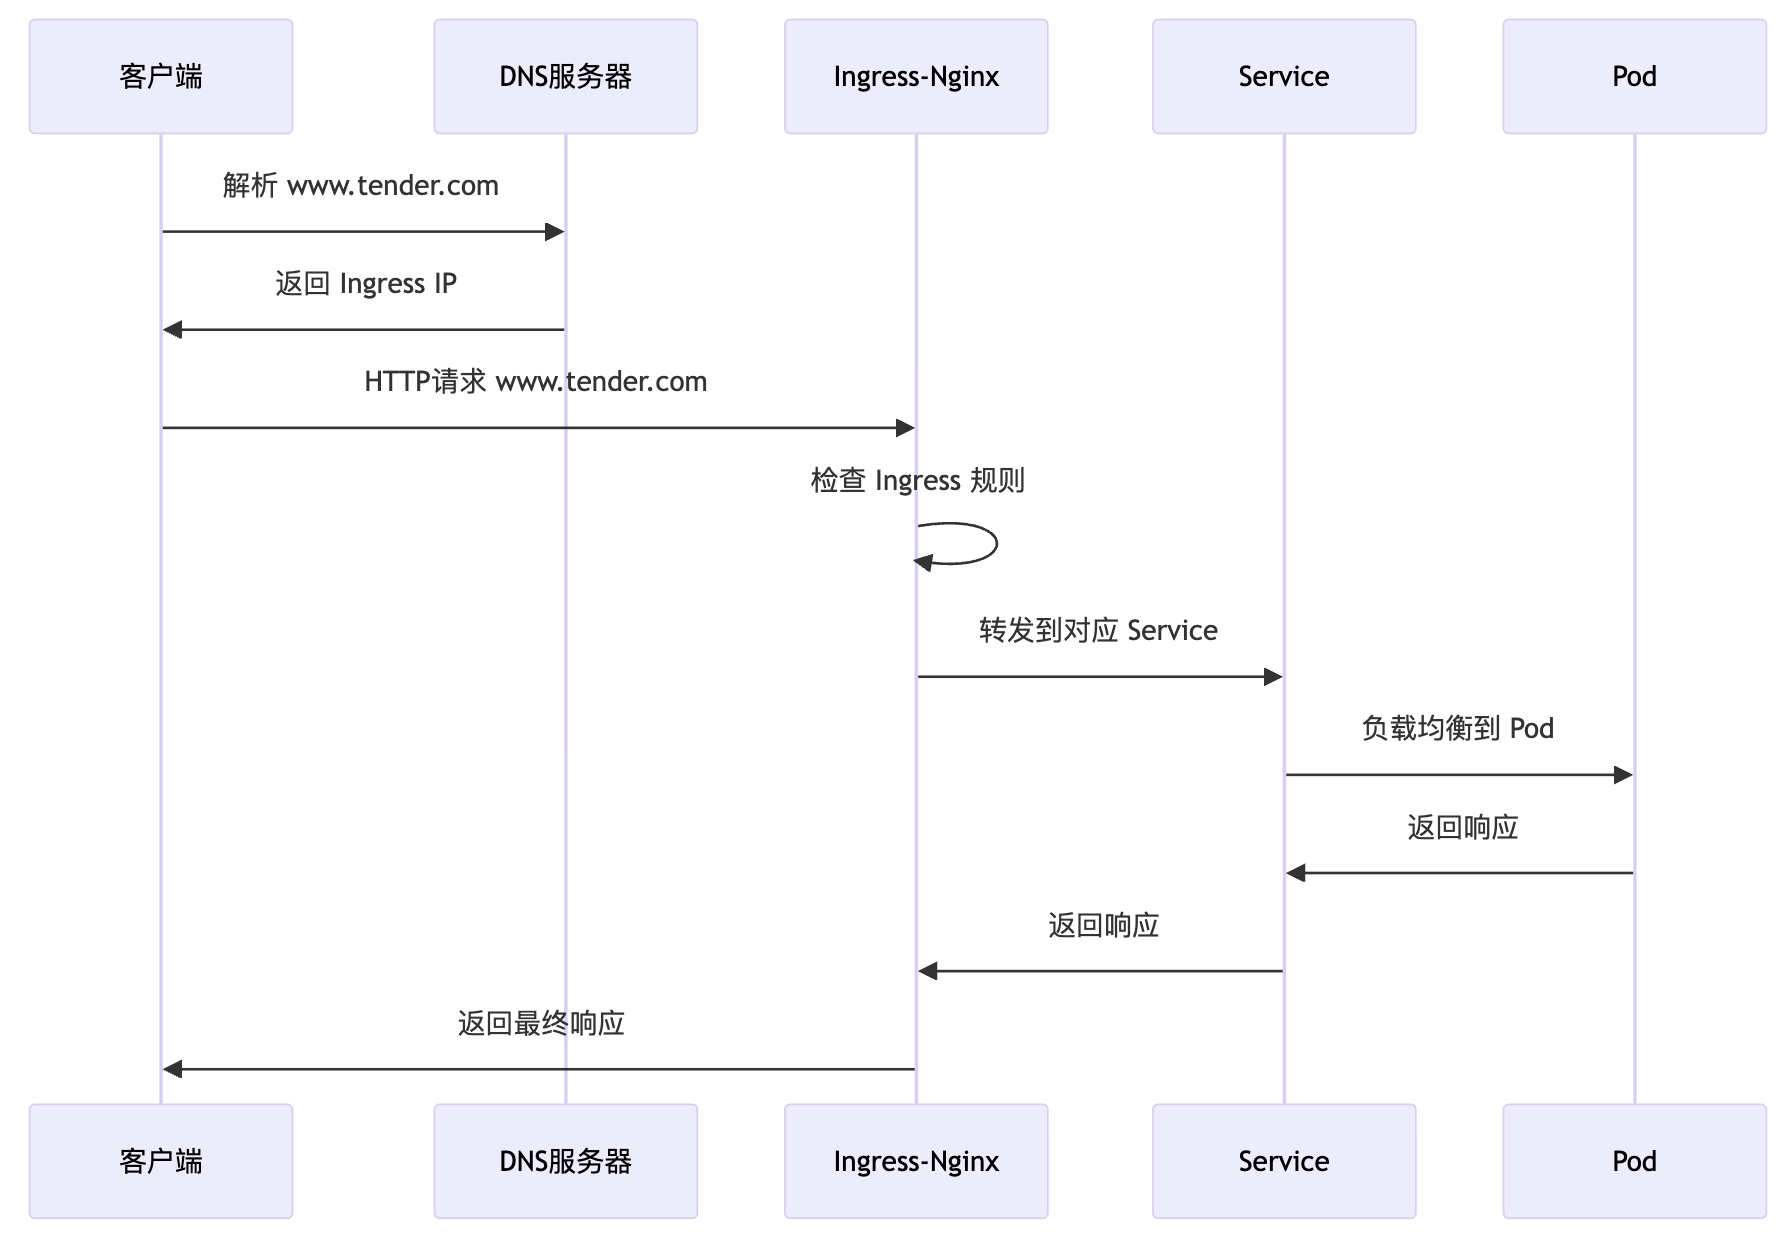 客户端
DNS服务器
Ingress-Nginx
Service
Pod
解析 www.tender.com
返回 Ingress IP
HTTP请求 www.tender.com
检查 Ingress 规则
转发到对应 Service
负载均衡到 Pod
返回响应
返回响应
返回最终响应
客户端
DNS服务器
Ingress-Nginx
Service
Pod